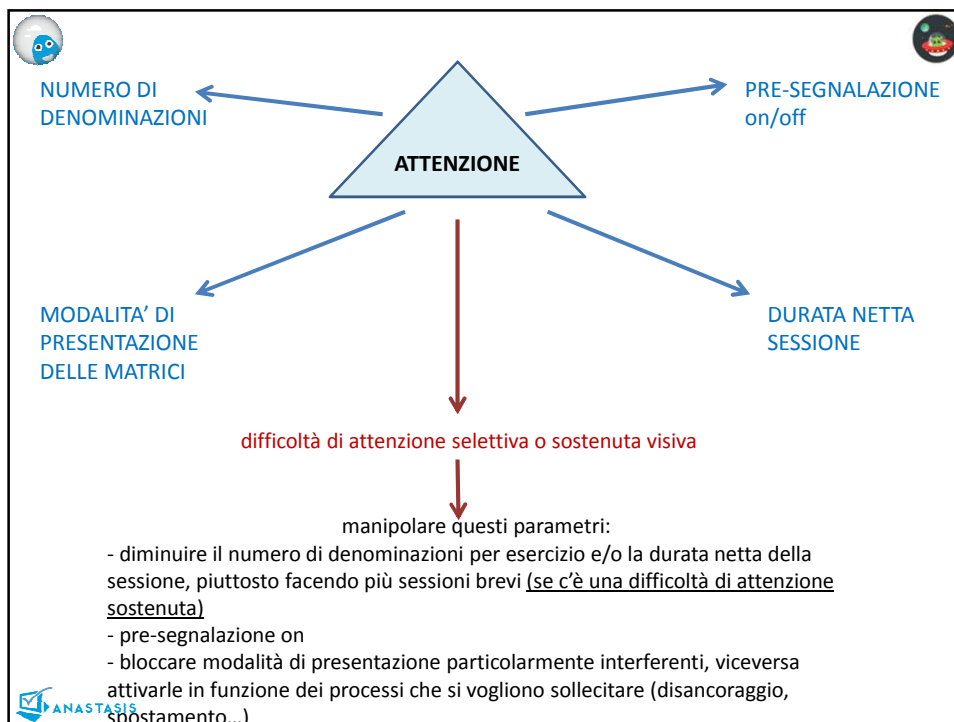 NUMERO DI
DENOMINAZIONI
PRE-SEGNALAZIONE
on/off
ATTENZIONE
MODALITA’ DI
PRESENTAZIONE
DELLE MATRICI
DURATA NETTA
SESSIONE
difficoltà di attenzione selettiva o sostenuta visiva
manipolare questi parametri:
- diminuire il numero di denominazioni per esercizio e/o la durata netta della
sessione, piuttosto facendo più sessioni brevi (se c’è una difficoltà di attenzione
sostenuta)
- pre-segnalazione on
- bloccare modalità di presentazione particolarmente interferenti, viceversa
attivarle in funzione dei processi che si vogliono sollecitare (disancoraggio,
spostamento…)
ANASTASIS